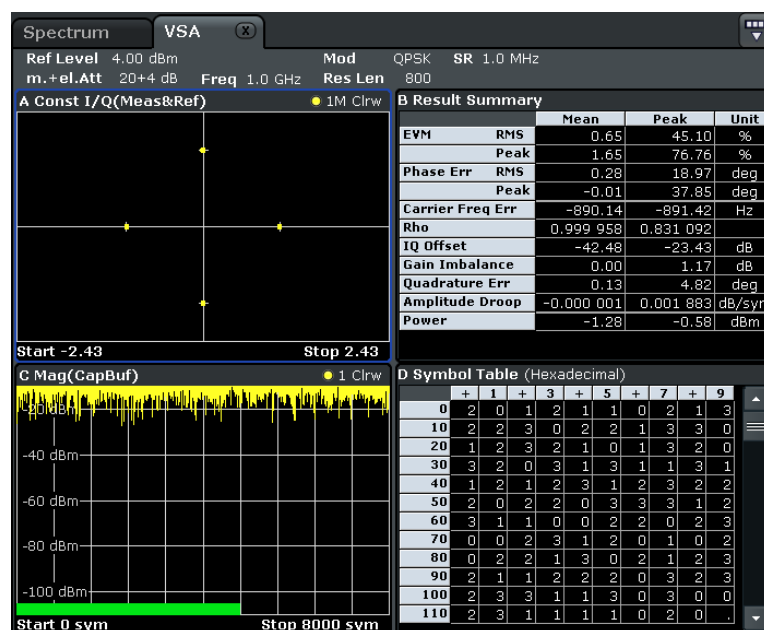 Spectrum VSA X
Ref Level 4.00 dBm Mod QPSK SR 1.0 MHz
m.+el.Att 20+4 dB Freq 1.0 GHz Res Len 800
A Const I/Q(Meas&Ref) 1M Clrw
Start -2.43 Stop 2.43
B Result Summary
Mean Peak Unit
EVM RMS 0.65 45.10 %
Peak 1.65 76.76 %
Phase Err RMS 0.28 18.97 deg
Peak -0.01 37.85 deg
Carrier Freq Err -890.14 -891.42 Hz
Rho 0.999 958 0.831 092
IQ Offset -42.48 -23.43 dB
Gain Imbalance 0.00 1.17 dB
Quadrature Err 0.13 4.82 deg
Amplitude Droop -0.000 001 0.001 883 dB/syr
Power -1.28 -0.58 dBm
C Mag(CapBuf) 1 Clrw
-20 dBm
-40 dBm
-60 dBm
-80 dBm
-100 dBm
Start 0 sym Stop 8000 sym
D Symbol Table (Hexadecimal)
+ 1 + 3 + 5 + 7 + 9
0 2 0 1 2 1 1 0 2 1 3
10 2 2 3 0 2 2 1 3 3 0
20 1 2 3 2 1 0 1 3 2 0
30 3 2 0 3 1 3 1 1 3 1
40 1 2 1 2 3 1 2 3 2 2
50 2 0 2 2 0 3 3 3 1 2
60 3 1 1 0 0 2 2 0 2 3
70 0 0 2 3 1 2 0 1 0 2
80 0 2 2 1 3 0 2 1 2 3
90 2 1 1 2 2 2 0 3 2 3
100 2 3 3 1 1 3 0 3 0 0
110 2 3 1 1 1 1 0 2 0 .